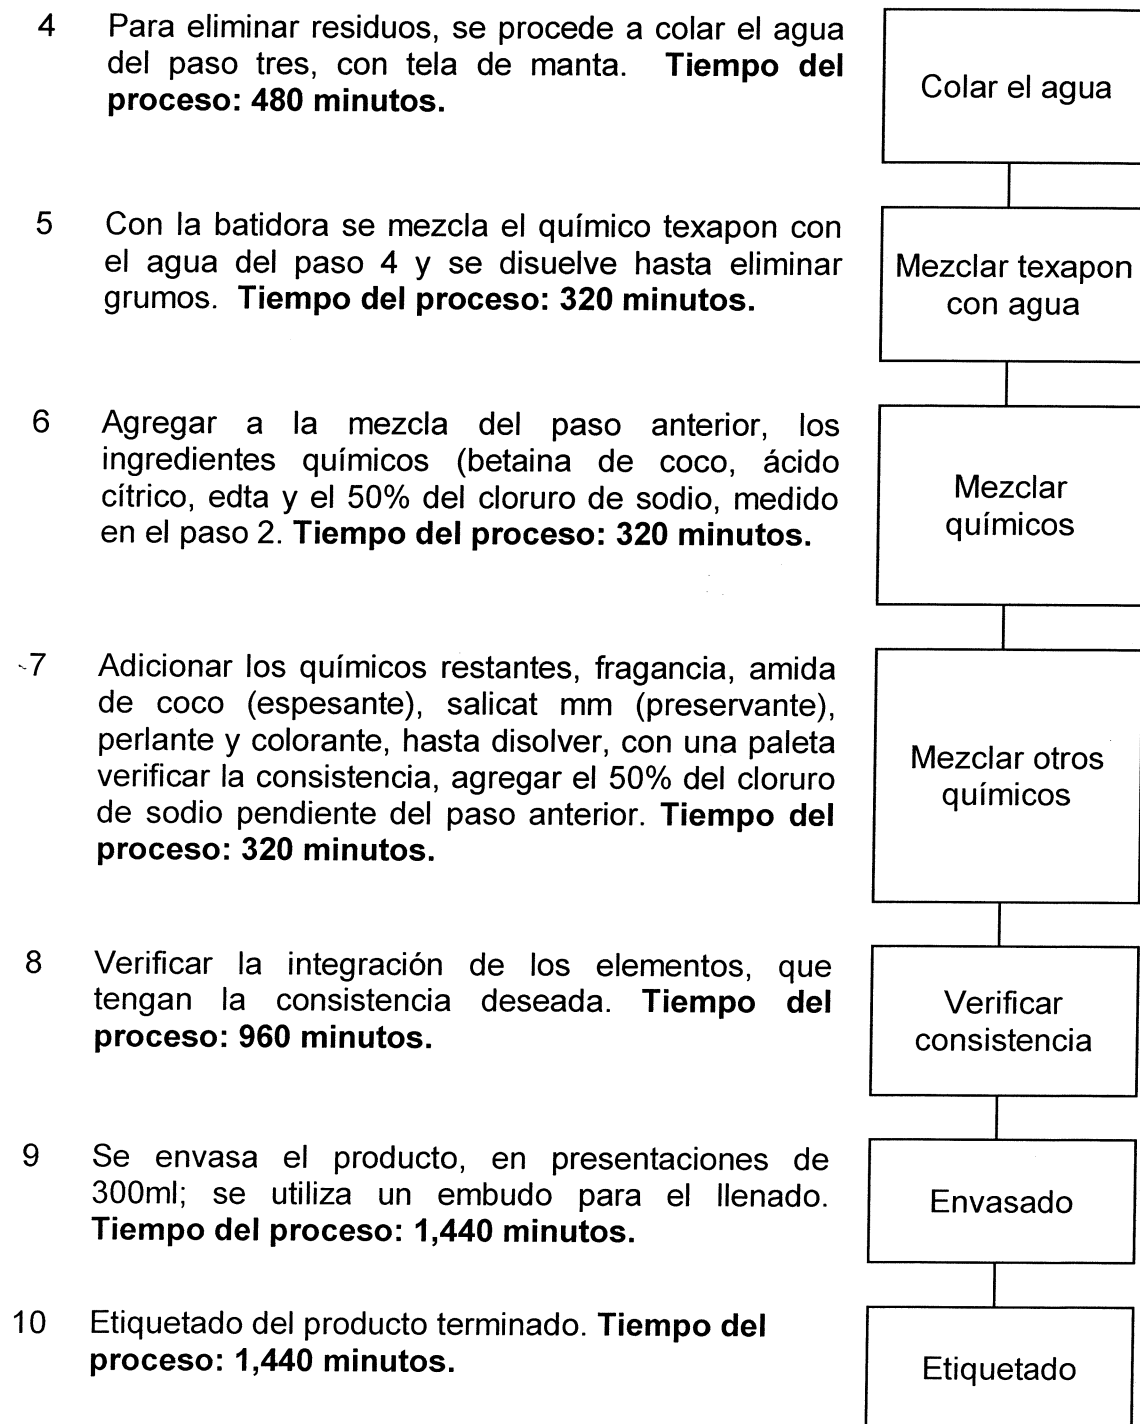 4 Para eliminar residuos, se procede a colar el agua
del paso tres, con tela de manta. Tiempo del
proceso: 480 minutos.
Colar el agua
5 Con la batidora se mezcla el químico texapon con
el agua del paso 4 y se disuelve hasta eliminar
grumos. Tiempo del proceso: 320 minutos.
Mezclar texapon
con agua
6 Agregar a la mezcla del paso anterior, los
ingredientes químicos (betaina de coco, ácido
cítrico, edta y el 50% del cloruro de sodio, medido
en el paso 2. Tiempo del proceso: 320 minutos.
Mezclar
químicos
7 Adicionar los químicos restantes, fragancia, amida
de coco (espesante), salicat mm (preservante),
perlante y colorante, hasta disolver, con una paleta
verificar la consistencia, agregar el 50% del cloruro
de sodio pendiente del paso anterior. Tiempo del
proceso: 320 minutos.
Mezclar otros
químicos
8 Verificar la integración de los elementos, que
tengan la consistencia deseada. Tiempo del
proceso: 960 minutos.
Verificar
consistencia
9 Se envasa el producto, en presentaciones de
300ml; se utiliza un embudo para el llenado.
Tiempo del proceso: 1,440 minutos.
Envasado
10 Etiquetado del producto terminado. Tiempo del
proceso: 1,440 minutos.
Etiquetado